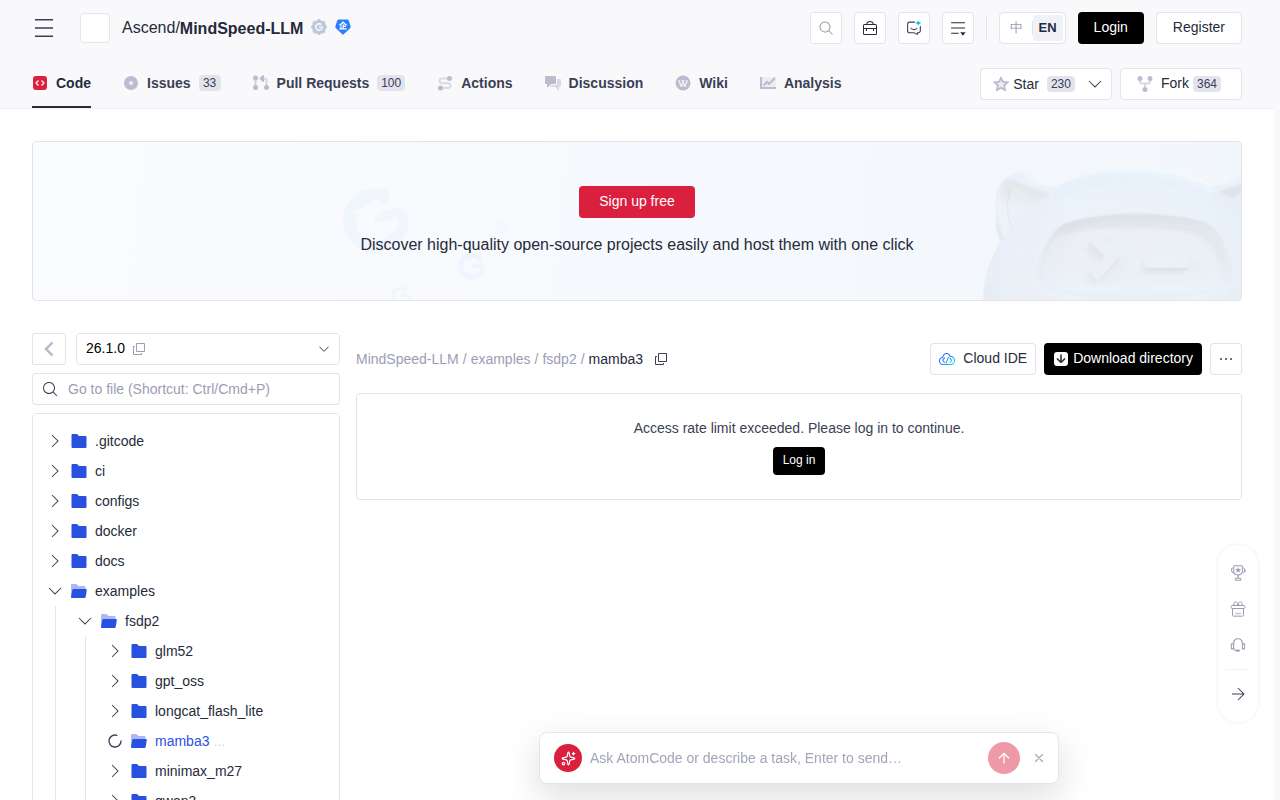 Ascend/MindSpeed-LLM
中 EN
Login
Register
Code
Issues 33
Pull Requests 100
Actions
Discussion
Wiki
Analysis
Star 230
Fork 364
Sign up free
Discover high-quality open-source projects easily and host them with one click
26.1.0
Go to file (Shortcut: Ctrl/Cmd+P)
.gitcode
ci
configs
docker
docs
examples
fsdp2
glm52
gpt_oss
longcat_flash_lite
mamba3 ...
minimax_m27
MindSpeed-LLM / examples / fsdp2 / mamba3
Cloud IDE
Download directory
Access rate limit exceeded. Please log in to continue.
Log in
Ask AtomCode or describe a task, Enter to send…